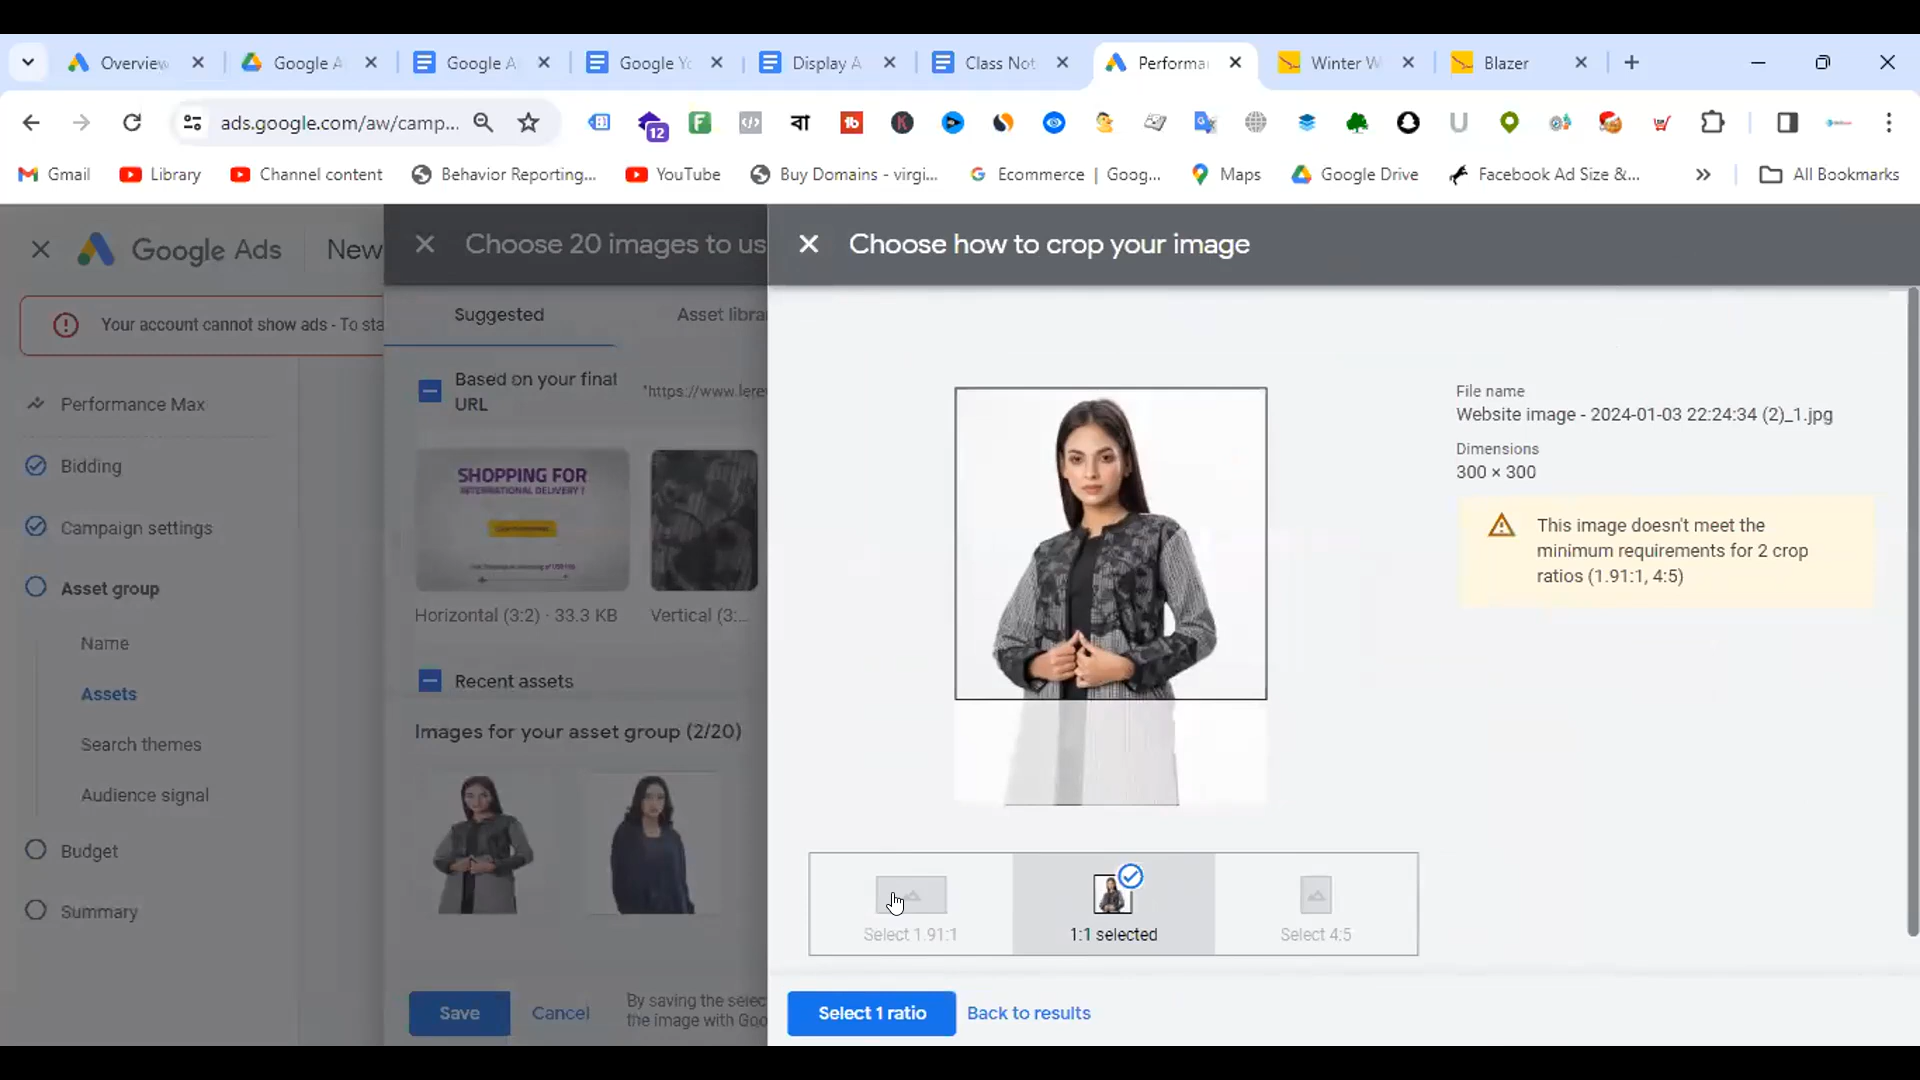 Overview
Google A
Google A
Google Yo
Display A
Class Not
Performa
Winter W
Blazer
ads.google.com/aw/camp...
12
বা
Gmail
Library
Channel content
Behavior Reporting...
YouTube
Buy Domains - virgi...
Ecommerce | Goog...
Maps
Google Drive
Facebook Ad Size &...
All Bookmarks
Google Ads
New
Choose 20 images to us
Choose how to crop your image
Your account cannot show ads - To sta
Suggested
Asset libra
Performance Max
Bidding
Campaign settings
Asset group
Name
Assets
Search themes
Audience signal
Budget
Summary
Based on your final
URL
"https://www.lere
SHOPPING FOR
INTERNATIONAL DELIVERY ?
Horizontal (3:2) · 33.3 KB
Vertical (3:...
Recent assets
Images for your asset group (2/20)
Save
Cancel
By saving the selec
the image with Goo
File name
Website image - 2024-01-03 22:24:34 (2)_1.jpg
Dimensions
300 × 300
This image doesn't meet the
minimum requirements for 2 crop
ratios (1.91:1, 4:5)
Select 1.91:1
1:1 selected
Select 4:5
Select 1 ratio
Back to results